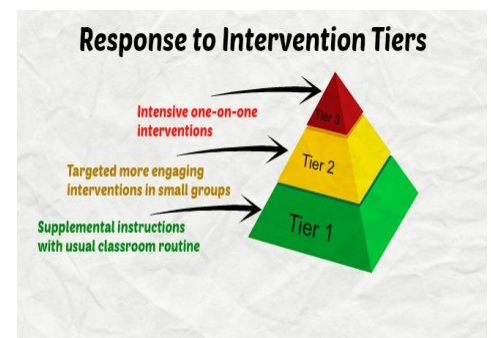 Response to Intervention Tiers
Intensive one-on-one
interventions
Tier 3
Targeted more engaging
interventions in small groups
Tier 2
Supplemental instructions
with usual classroom routine
Tier 1